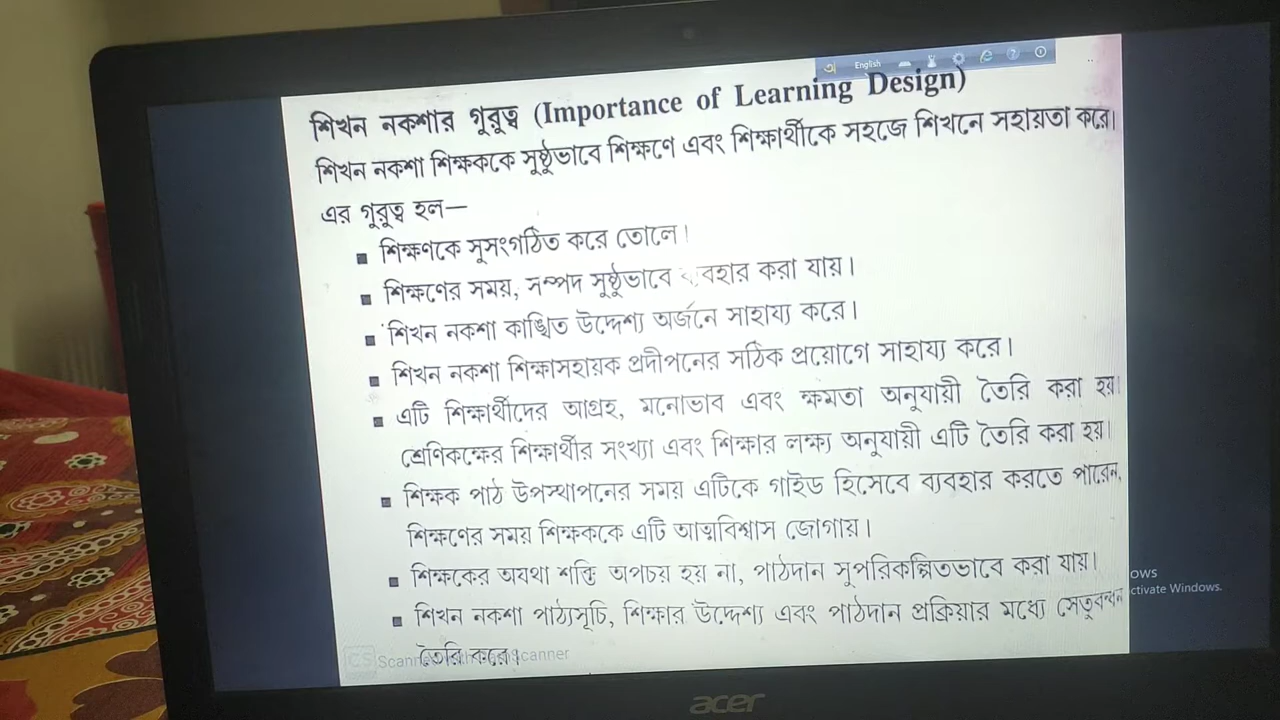 English
শিখন নকশার গুরুত্ব (Importance of Learning Design)
শিখন নকশা শিক্ষককে সুষ্ঠুভাবে শিক্ষণে এবং শিক্ষার্থীকে সহজে শিখনে সহায়তা করে।
এর গুরুত্ব হল—
▪ শিক্ষণকে সুসংগঠিত করে তোলে।
▪ শিক্ষণের সময়, সম্পদ সুষ্ঠুভাবে ব্যবহার করা যায়।
▪ শিখন নকশা কাঙ্খিত উদ্দেশ্য অর্জনে সাহায্য করে।
▪ শিখন নকশা শিক্ষাসহায়ক প্রদীপনের সঠিক প্রয়োগে সাহায্য করে।
▪ এটি শিক্ষার্থীদের আগ্রহ, মনোভাব এবং ক্ষমতা অনুযায়ী তৈরি করা হয়।
শ্রেণিকক্ষের শিক্ষার্থীর সংখ্যা এবং শিক্ষার লক্ষ্য অনুযায়ী এটি তৈরি করা হয়।
▪ শিক্ষক পাঠ উপস্থাপনের সময় এটিকে গাইড হিসেবে ব্যবহার করতে পারেন,
শিক্ষণের সময় শিক্ষককে এটি আত্মবিশ্বাস জোগায়।
▪ শিক্ষকের অযথা শক্তি অপচয় হয় না, পাঠদান সুপরিকল্পিতভাবে করা যায়।
▪ শিখন নকশা পাঠ্যসূচি, শিক্ষার উদ্দেশ্য এবং পাঠদান প্রক্রিয়ার মধ্যে সেতুবন্ধন
তৈরি করে।
CS
ows
ctivate Windows.
acer